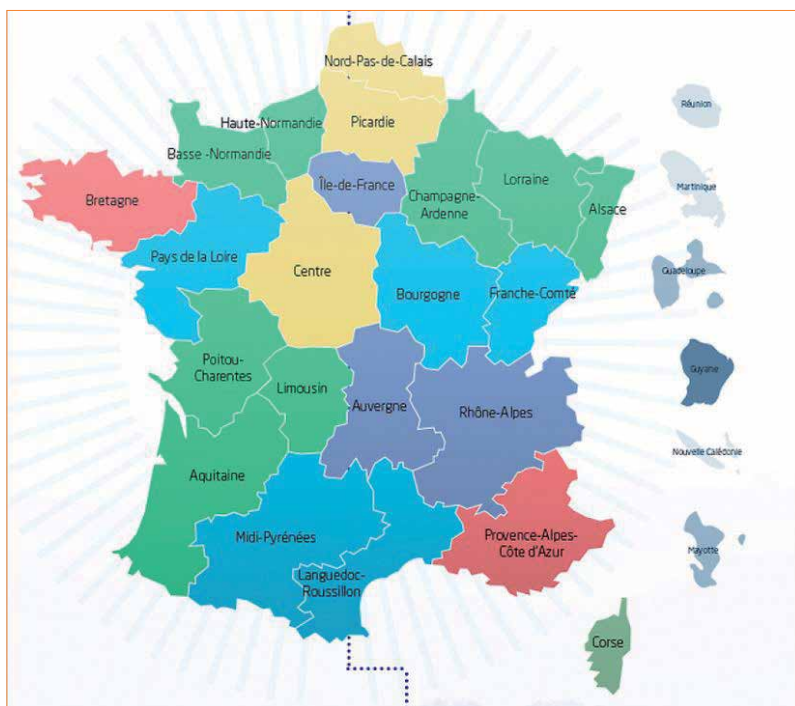 Nord-Pas-de-Calais
Picardie
Haute-Normandie
Basse -Normandie
Île-de-France
Champagne-
Ardenne
Lorraine
Alsace
Bretagne
Pays de la Loire
Centre
Bourgogne
Franche-Comté
Poitou-
Charentes
Limousin
Auvergne
Rhône-Alpes
Aquitaine
Midi-Pyrénées
Languedoc-
Roussillon
Provence-Alpes-
Côte d'Azur
Corse
Réunion
Martinique
Guadeloupe
Guyane
Nouvelle Calédonie
Mayotte